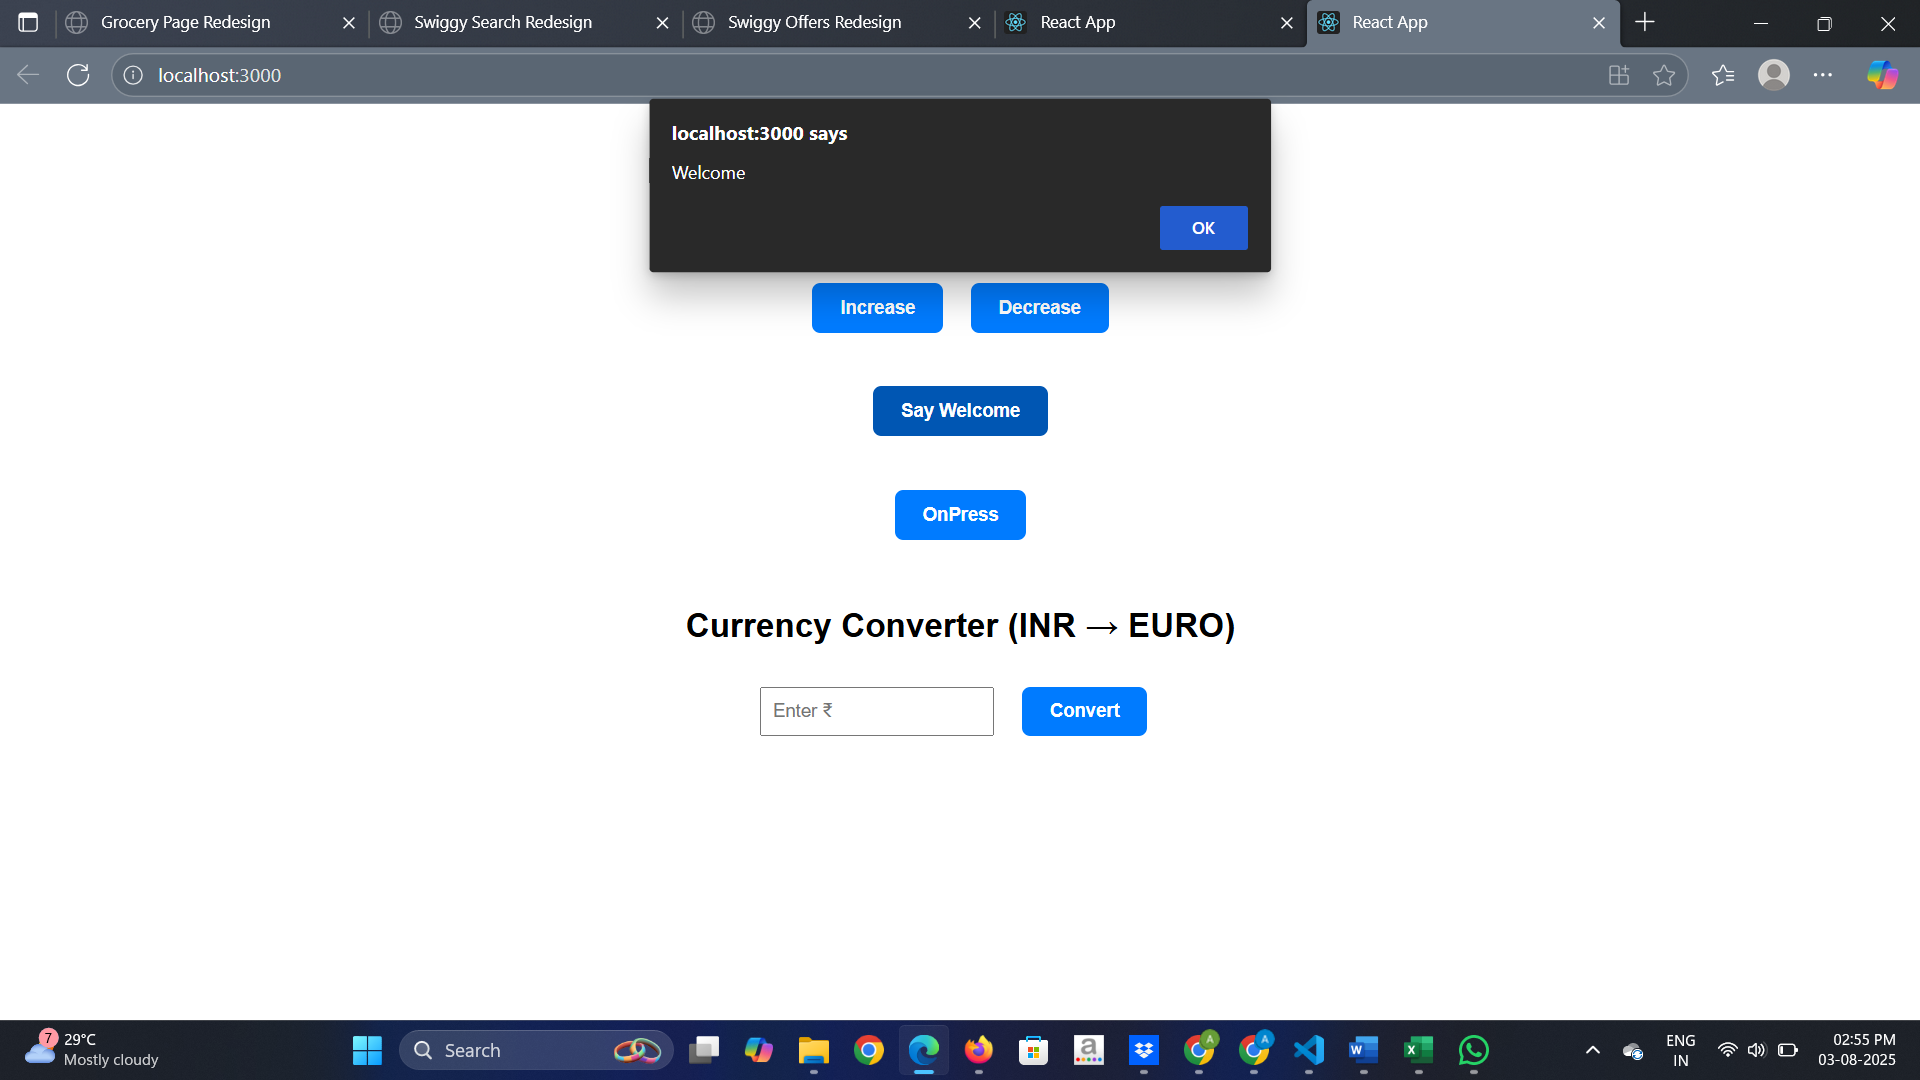 Grocery Page Redesign
Swiggy Search Redesign
Swiggy Offers Redesign
React App
React App
localhost:3000
localhost:3000 says
Welcome
OK
Increase
Decrease
Say Welcome
OnPress
Currency Converter (INR → EURO)
Enter ₹
Convert
7
29°C
Mostly cloudy
Search
a
A
A
W
X
ENG
IN
02:55 PM
03-08-2025